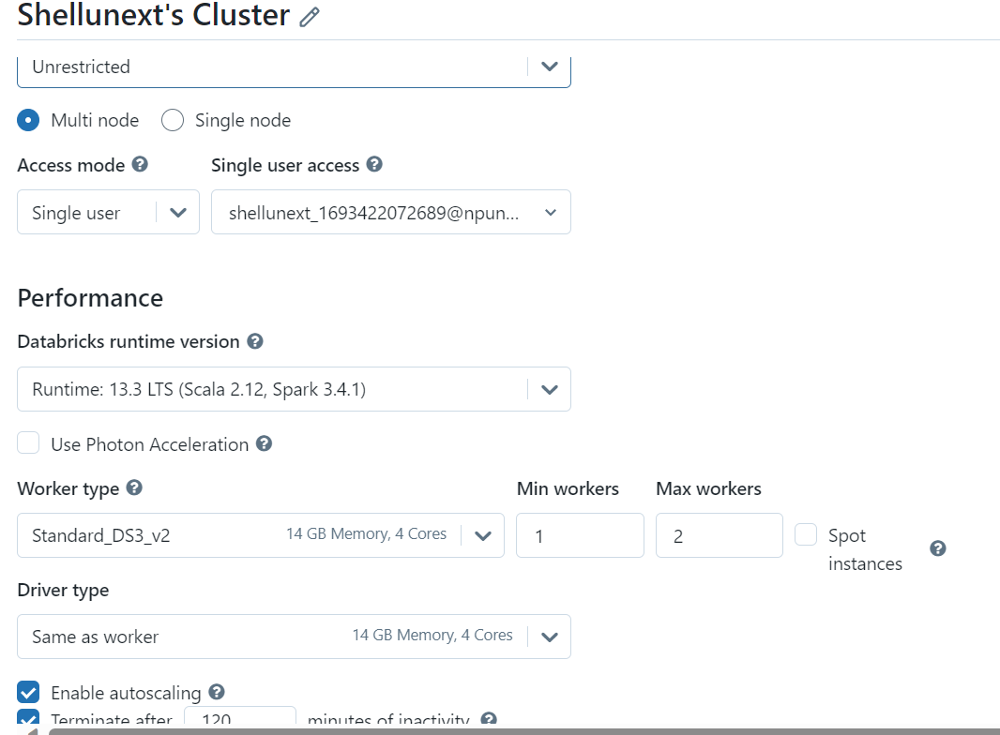 Shellunext's Cluster
Unrestricted
Multi node Single node
Access mode Single user access
Single user shellunext_1693422072689@npun...
Performance
Databricks runtime version
Runtime: 13.3 LTS (Scala 2.12, Spark 3.4.1)
Use Photon Acceleration
Worker type Min workers Max workers
Standard_DS3_v2 14 GB Memory, 4 Cores 1 2 Spot
instances
Driver type
Same as worker 14 GB Memory, 4 Cores
Enable autoscaling
Terminate after 120 minutes of inactivity